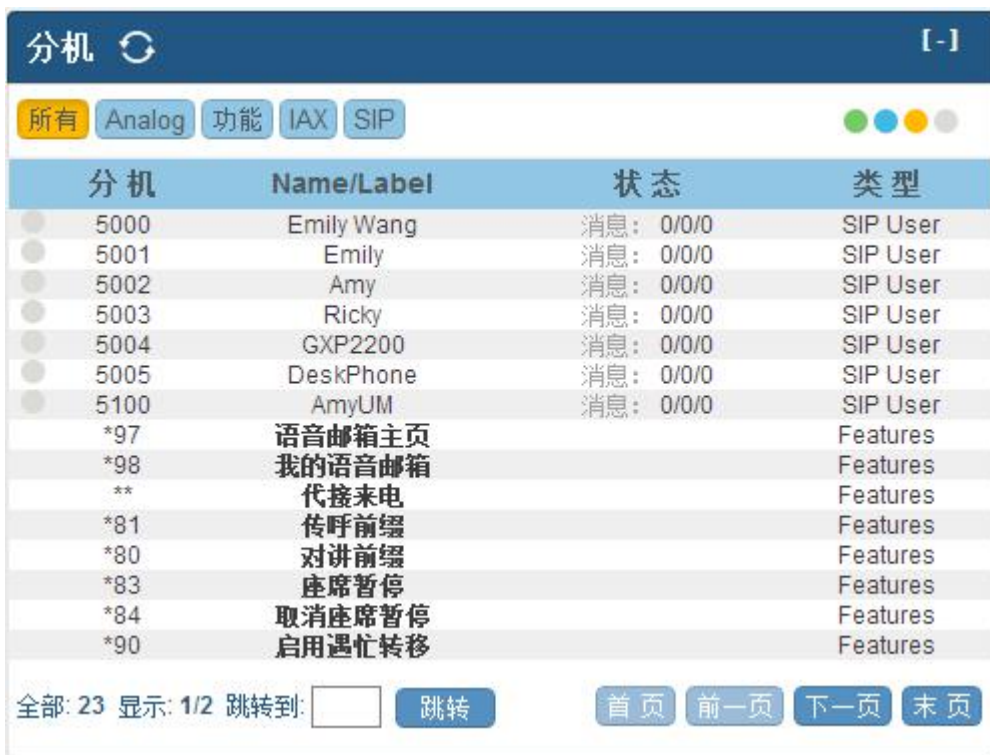 分机 [-]
所有 Analog 功能 IAX SIP
分机 Name/Label 状态 类型
5000 Emily Wang 消息: 0/0/0 SIP User
5001 Emily 消息: 0/0/0 SIP User
5002 Amy 消息: 0/0/0 SIP User
5003 Ricky 消息: 0/0/0 SIP User
5004 GXP2200 消息: 0/0/0 SIP User
5005 DeskPhone 消息: 0/0/0 SIP User
5100 AmyUM 消息: 0/0/0 SIP User
*97 语音邮箱主页 Features
*98 我的语音邮箱 Features
** 代接来电 Features
*81 传呼前缀 Features
*80 对讲前缀 Features
*83 座席暂停 Features
*84 取消座席暂停 Features
*90 启用遇忙转移 Features
全部: 23 显示: 1/2 跳转到: 跳转 首页 前一页 下一页 末页